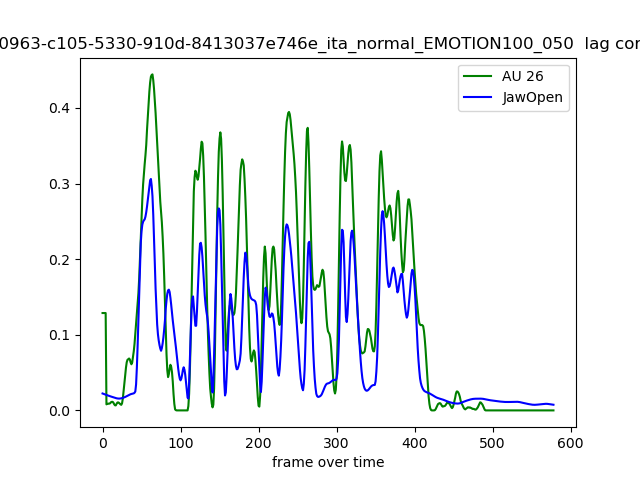 0963-c105-5330-910d-8413037e746e_ita_normal_EMOTION100_050  lag cor
AU 26
JawOpen
0.4
0.3
0.2
0.1
0.0
0 100 200 300 400 500 600
frame over time